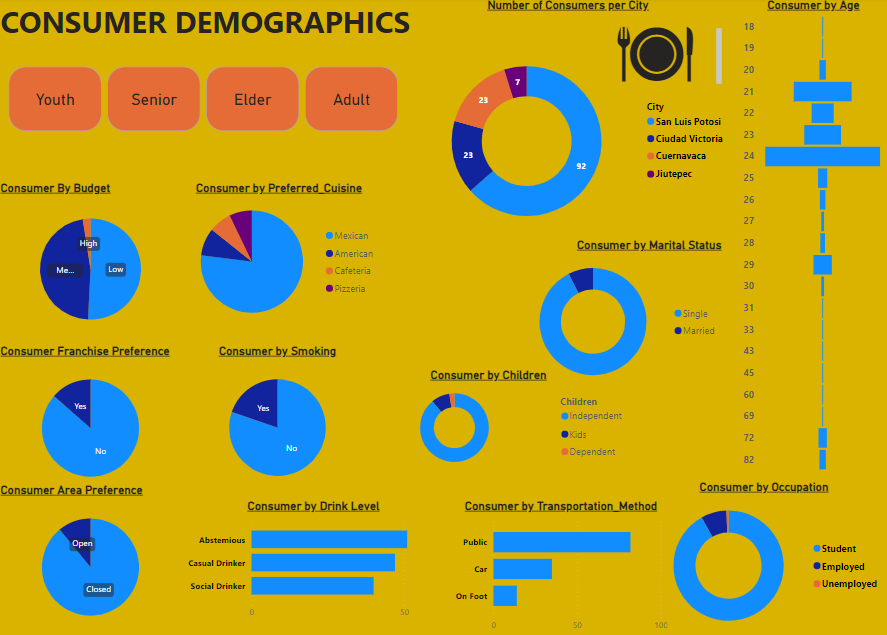 CONSUMER DEMOGRAPHICS
Youth
Senior
Elder
Adult
Number of Consumers per City
7
23
23
92
City
San Luis Potosi
Ciudad Victoria
Cuernavaca
Jiutepec
Consumer by Age
18
19
20
21
22
23
24
25
26
27
28
29
30
31
33
43
45
60
69
72
82
Consumer By Budget
High
Me...
Low
Consumer by Preferred_Cuisine
Mexican
American
Cafeteria
Pizzeria
Consumer by Marital Status
Single
Married
Consumer Franchise Preference
Yes
No
Consumer by Smoking
Yes
No
Consumer by Children
Children
Independent
Kids
Dependent
Consumer Area Preference
Open
Closed
Consumer by Drink Level
Abstemious
Casual Drinker
Social Drinker
0
50
Consumer by Transportation_Method
Public
Car
On Foot
0
50
100
Consumer by Occupation
Student
Employed
Unemployed